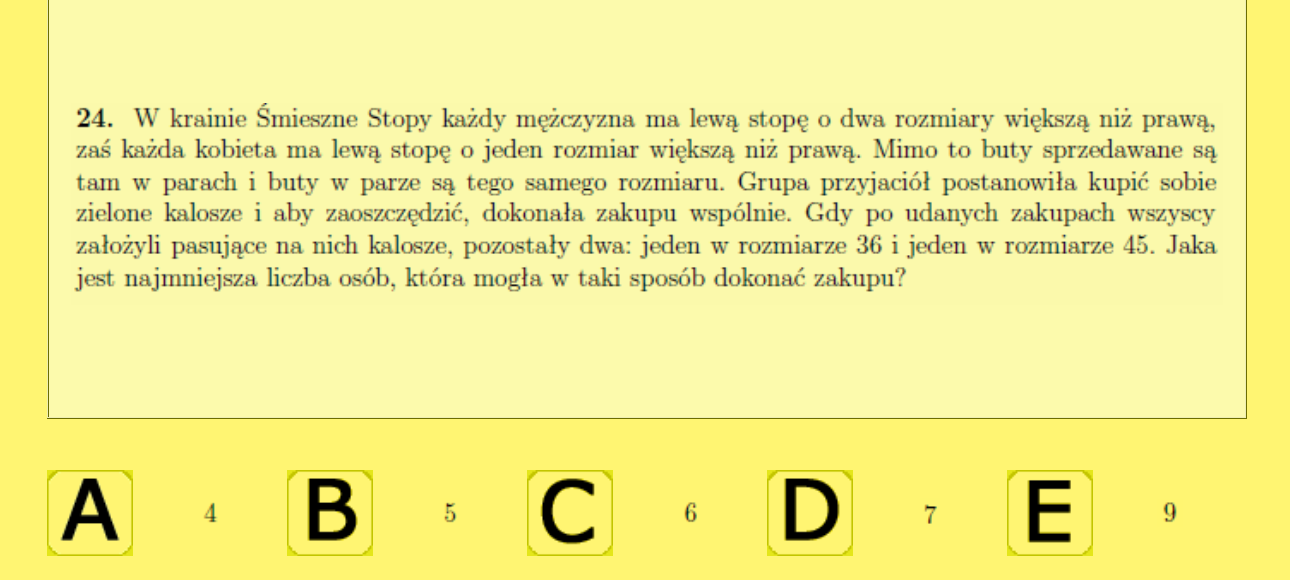 24. W krainie Śmieszne Stopy każdy mężczyzna ma lewą stopę o dwa rozmiary większą niż prawą,
zaś każda kobieta ma lewą stopę o jeden rozmiar większą niż prawą. Mimo to buty sprzedawane są
tam w parach i buty w parze są tego samego rozmiaru. Grupa przyjaciół postanowiła kupić sobie
zielone kalosze i aby zaoszczędzić, dokonała zakupu wspólnie. Gdy po udanych zakupach wszyscy
założyli pasujące na nich kalosze, pozostały dwa: jeden w rozmiarze 36 i jeden w rozmiarze 45. Jaka
jest najmniejsza liczba osób, która mogła w taki sposób dokonać zakupu?
A 4 B 5 C 6 D 7 E 9